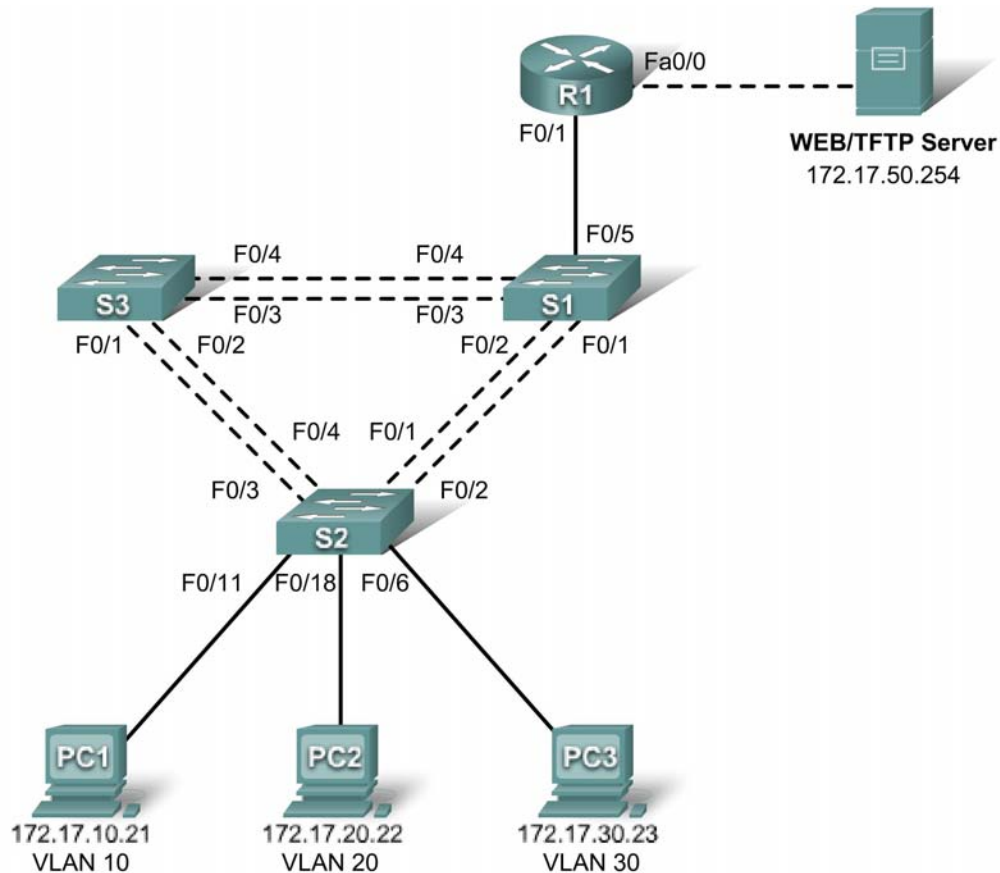 Fa0/0
R1
F0/1
WEB/TFTP Server
172.17.50.254
F0/5
F0/4
F0/4
S3
S1
F0/3
F0/3
F0/1
F0/2
F0/2
F0/1
F0/4
F0/1
F0/3
F0/2
S2
F0/11
F0/18
F0/6
PC1
PC2
PC3
172.17.10.21
172.17.20.22
172.17.30.23
VLAN 10
VLAN 20
VLAN 30